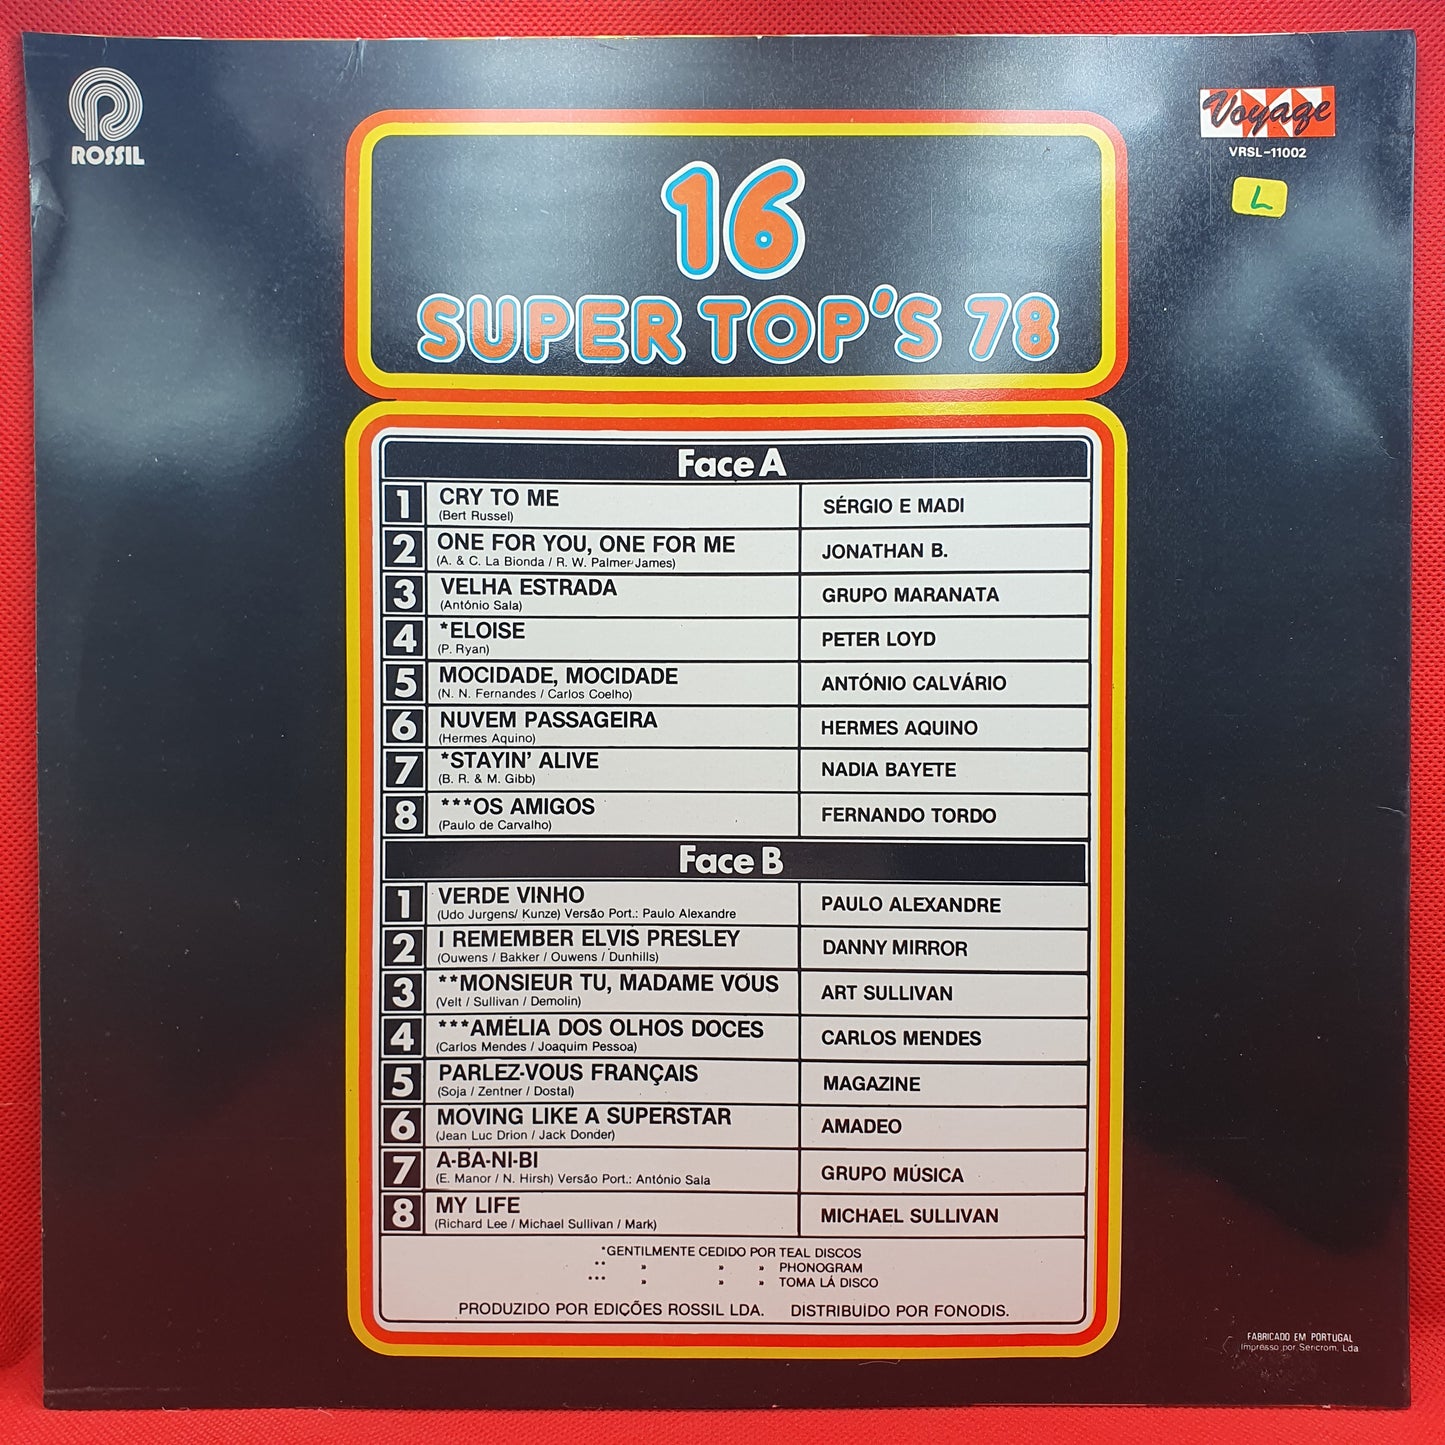 ROSSIL
Voyage
VRSL-11002
L
16
SUPER TOP'S 78
Face A
1 CRY TO ME SÉRGIO E MADI
(Bert Russel)
2 ONE FOR YOU, ONE FOR ME JONATHAN B.
(A. & C. La Bionda / R. W. Palmer-James)
3 VELHA ESTRADA GRUPO MARANATA
(António Sala)
4 *ELOISE PETER LOYD
(P. Ryan)
5 MOCIDADE, MOCIDADE ANTÓNIO CALVÁRIO
(N. N. Fernandes / Carlos Coelho)
6 NUVEM PASSAGEIRA HERMES AQUINO
(Hermes Aquino)
7 *STAYIN' ALIVE NADIA BAYETE
(B. R. & M. Gibb)
8 ***OS AMIGOS FERNANDO TORDO
(Paulo de Carvalho)
Face B
1 VERDE VINHO PAULO ALEXANDRE
(Udo Jurgens/ Kunze) Versão Port.: Paulo Alexandre
2 I REMEMBER ELVIS PRESLEY DANNY MIRROR
(Ouwens / Bakker / Ouwens / Dunhills)
3 **MONSIEUR TU, MADAME VOUS ART SULLIVAN
(Velt / Sullivan / Demolin)
4 ***AMÉLIA DOS OLHOS DOCES CARLOS MENDES
(Carlos Mendes / Joaquim Pessoa)
5 PARLEZ-VOUS FRANÇAIS MAGAZINE
(Soja / Zentner / Dostal)
6 MOVING LIKE A SUPERSTAR AMADEO
(Jean Luc Drion / Jack Donder)
7 A-BA-NI-BI GRUPO MÚSICA
(E. Manor / N. Hirsh) Versão Port.: António Sala
8 MY LIFE MICHAEL SULLIVAN
(Richard Lee / Michael Sullivan / Mark)
*GENTILMENTE CEDIDO POR TEAL DISCOS
** » » » PHONOGRAM
*** » » » TOMA LÁ DISCO
PRODUZIDO POR EDIÇÕES ROSSIL LDA. DISTRIBUIDO POR FONODIS.
FABRICADO EM PORTUGAL
Impresso por Sericrom, Lda